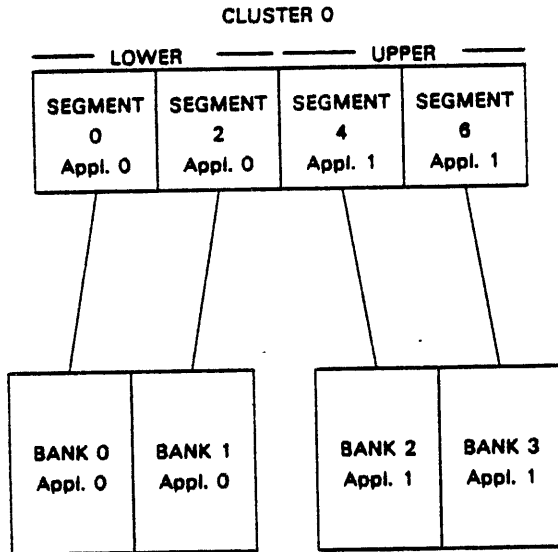 CLUSTER 0
LOWER UPPER
SEGMENT SEGMENT SEGMENT SEGMENT
0 2 4 6
Appl. 0 Appl. 0 Appl. 1 Appl. 1
BANK 0 BANK 1 BANK 2 BANK 3
Appl. 0 Appl. 0 Appl. 1 Appl. 1